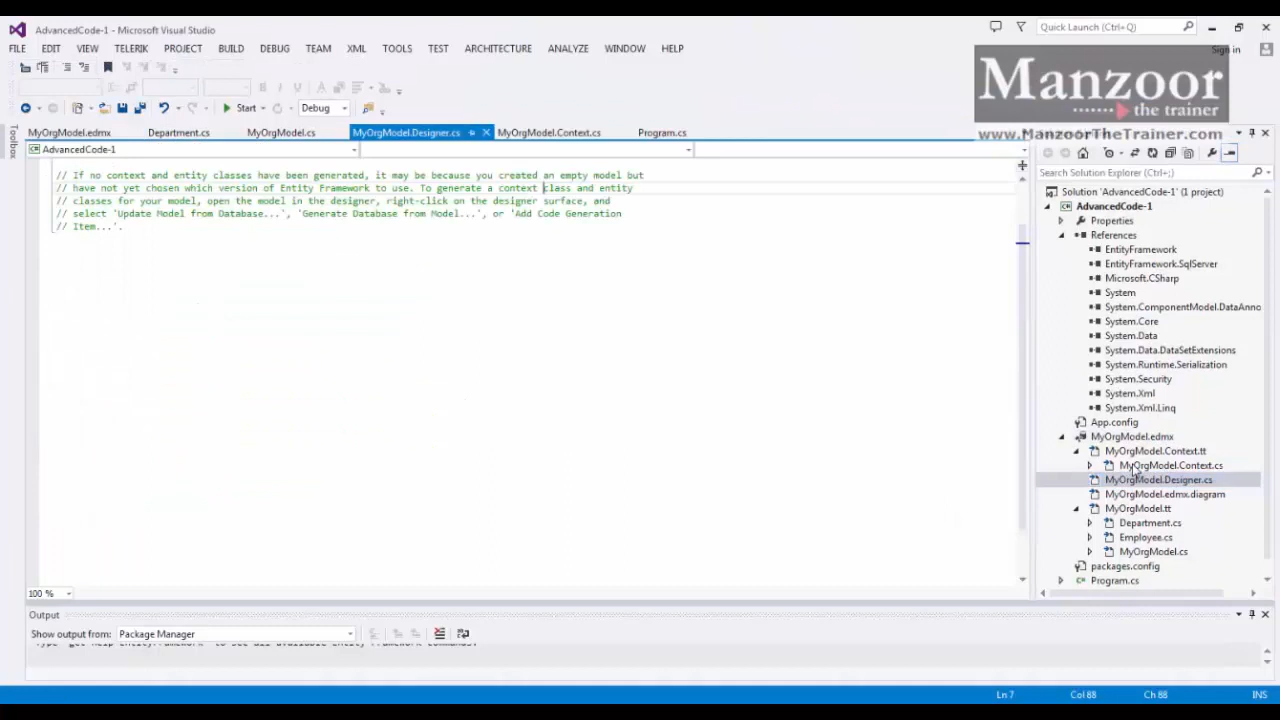 AdvancedCode-1 - Microsoft Visual Studio
Quick Launch (Ctrl+Q)
FILE EDIT VIEW TELERIK PROJECT BUILD DEBUG TEAM XML TOOLS TEST ARCHITECTURE ANALYZE WINDOW HELP
Sign in
Manzoor
the trainer
www.ManzoorTheTrainer.com
Start
Debug
Toolbox
MyOrgModel.edmx Department.cs MyOrgModel.cs MyOrgModel.Designer.cs MyOrgModel.Context.cs Program.cs
AdvancedCode-1
// If no context and entity classes have been generated, it may be because you created an empty model but
// have not yet chosen which version of Entity Framework to use. To generate a context class and entity
// classes for your model, open the model in the designer, right-click on the designer surface, and
// select 'Update Model from Database...', 'Generate Database from Model...', or 'Add Code Generation
// Item...'.
100 %
Search Solution Explorer (Ctrl+;)
Solution 'AdvancedCode-1' (1 project)
AdvancedCode-1
Properties
References
EntityFramework
EntityFramework.SqlServer
Microsoft.CSharp
System
System.ComponentModel.DataAnno
System.Core
System.Data
System.Data.DataSetExtensions
System.Runtime.Serialization
System.Security
System.Xml
System.Xml.Linq
App.config
MyOrgModel.edmx
MyOrgModel.Context.tt
MyOrgModel.Context.cs
MyOrgModel.Designer.cs
MyOrgModel.edmx.diagram
MyOrgModel.tt
Department.cs
Employee.cs
MyOrgModel.cs
packages.config
Program.cs
Output
Show output from: Package Manager
Ln 7 Col 88 Ch 88 INS